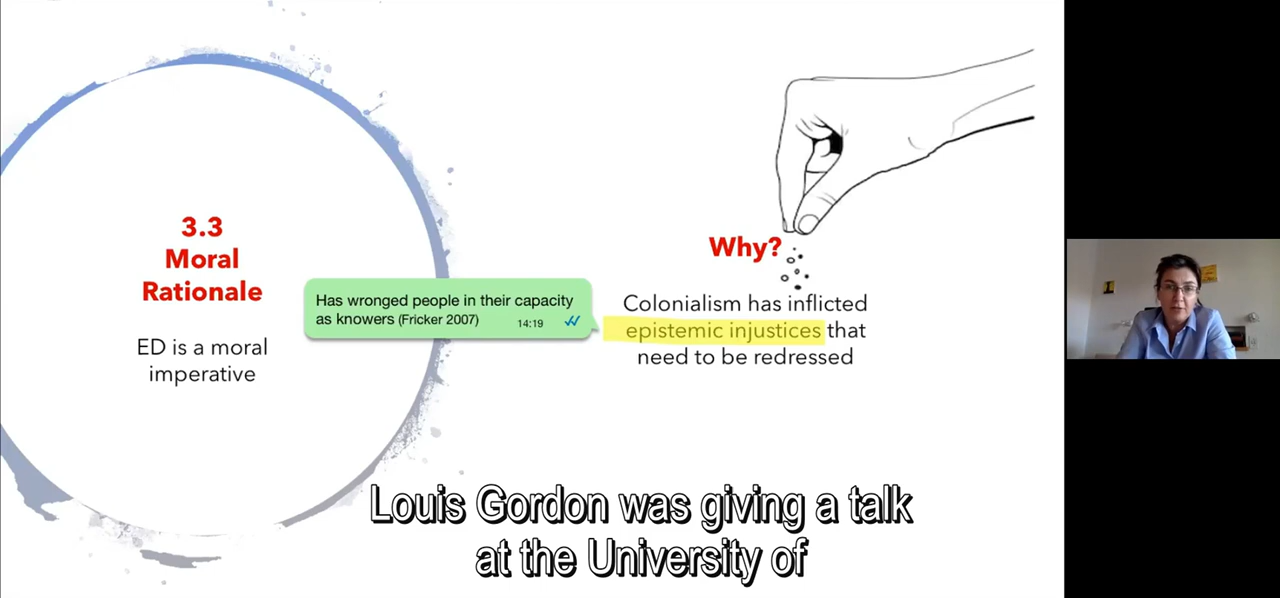 3.3
Moral
Rationale
ED is a moral
imperative
Has wronged people in their capacity
as knowers (Fricker 2007)
14:19
Why?
Colonialism has inflicted
epistemic injustices that
need to be redressed
Louis Gordon was giving a talk
at the University of